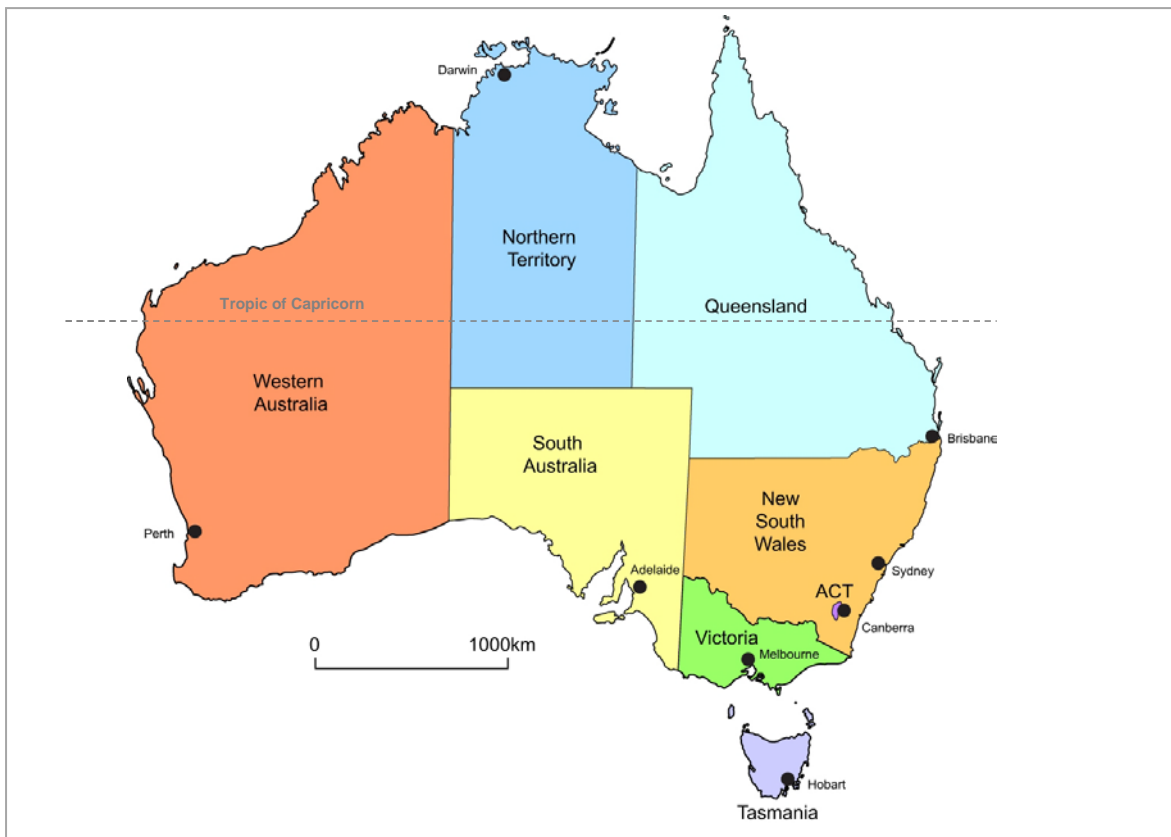 Darwin
Northern
Territory
Tropic of Capricorn
Queensland
Western
Australia
South
Australia
Brisbane
New
South
Wales
Perth
Adelaide
Sydney
ACT
Canberra
Victoria
Melbourne
0 1000km
Hobart
Tasmania